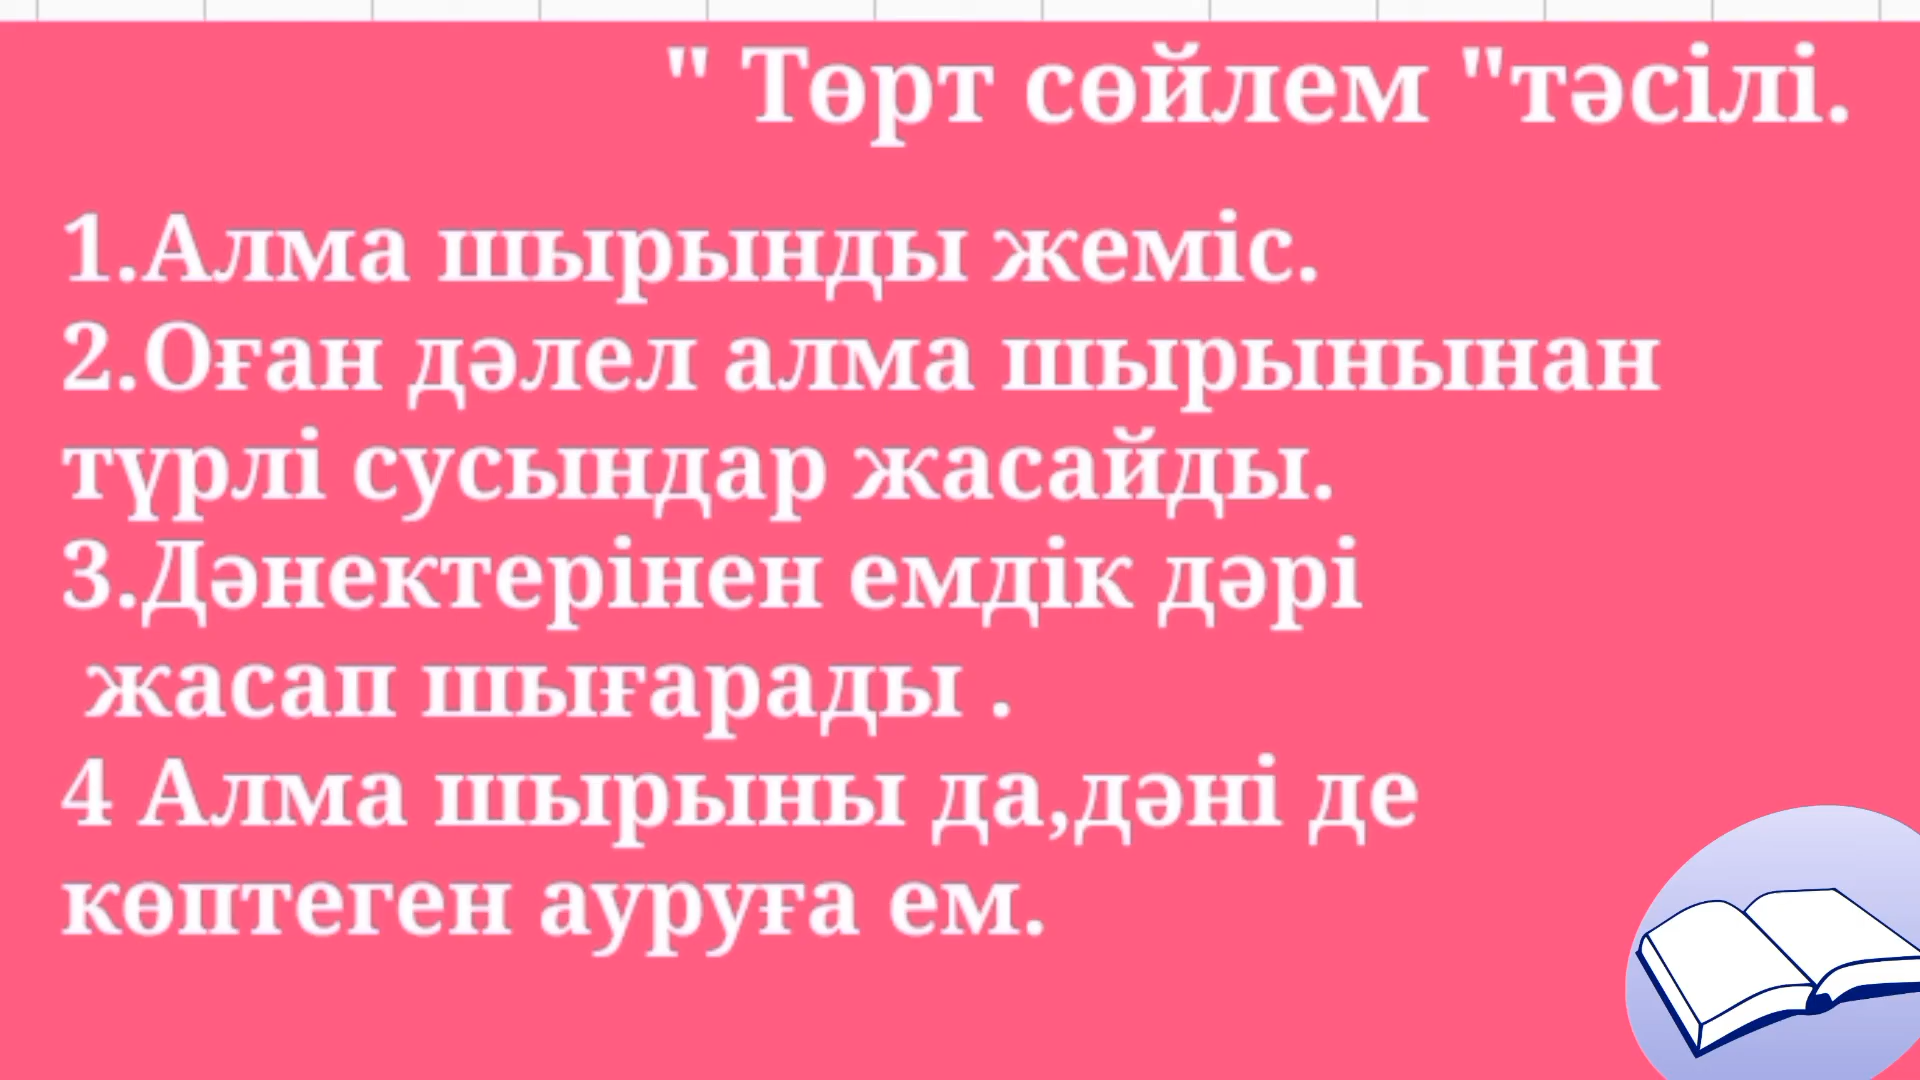 " Төрт сөйлем "тәсілі.
1.Алма шырынды жеміс.
2.Оған дәлел алма шырынынан
түрлі сусындар жасайды.
3.Дәнектерінен емдік дәрі
жасап шығарады .
4 Алма шырыны да,дәні де
көптеген ауруға ем.